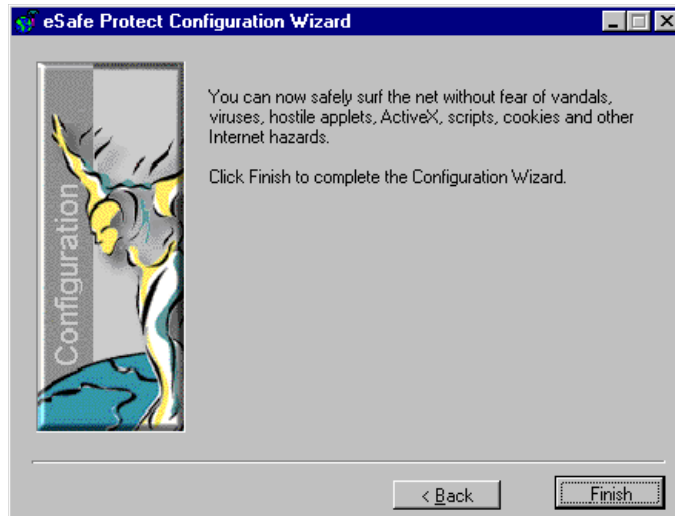 eSafe Protect Configuration Wizard
Configuration
You can now safely surf the net without fear of vandals,
viruses, hostile applets, ActiveX, scripts, cookies and other
Internet hazards.
Click Finish to complete the Configuration Wizard.
< Back
Finish